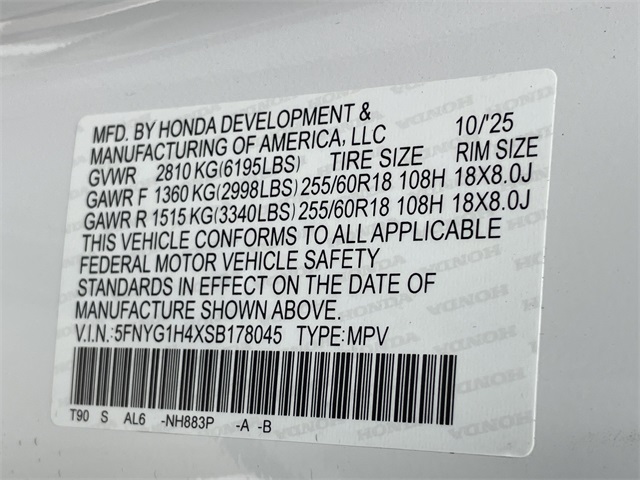 MFD. BY HONDA DEVELOPMENT & 10/'25
MANUFACTURING OF AMERICA, LLC
GVWR 2810 KG(6195LBS) TIRE SIZE RIM SIZE
GAWR F 1360 KG(2998LBS) 255/60R18 108H 18X8.0J
GAWR R 1515 KG(3340LBS) 255/60R18 108H 18X8.0J
THIS VEHICLE CONFORMS TO ALL APPLICABLE
FEDERAL MOTOR VEHICLE SAFETY
STANDARDS IN EFFECT ON THE DATE OF
MANUFACTURE SHOWN ABOVE.
V.I.N.:5FNYG1H4XSB178045 TYPE:MPV
T90 S AL6 -NH883P -A -B